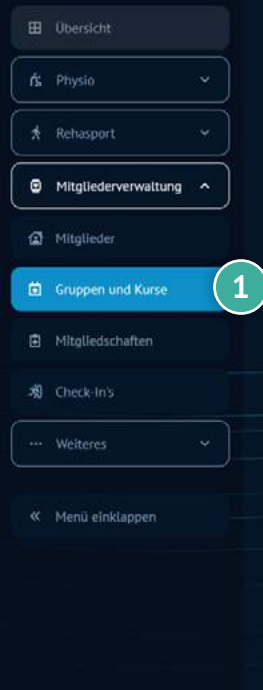 Übersicht
Physio
Rehasport
Mitgliederverwaltung
Mitglieder
Gruppen und Kurse 1
Mitgliedschaften
Check-In's
Weiteres
Menü einklappen